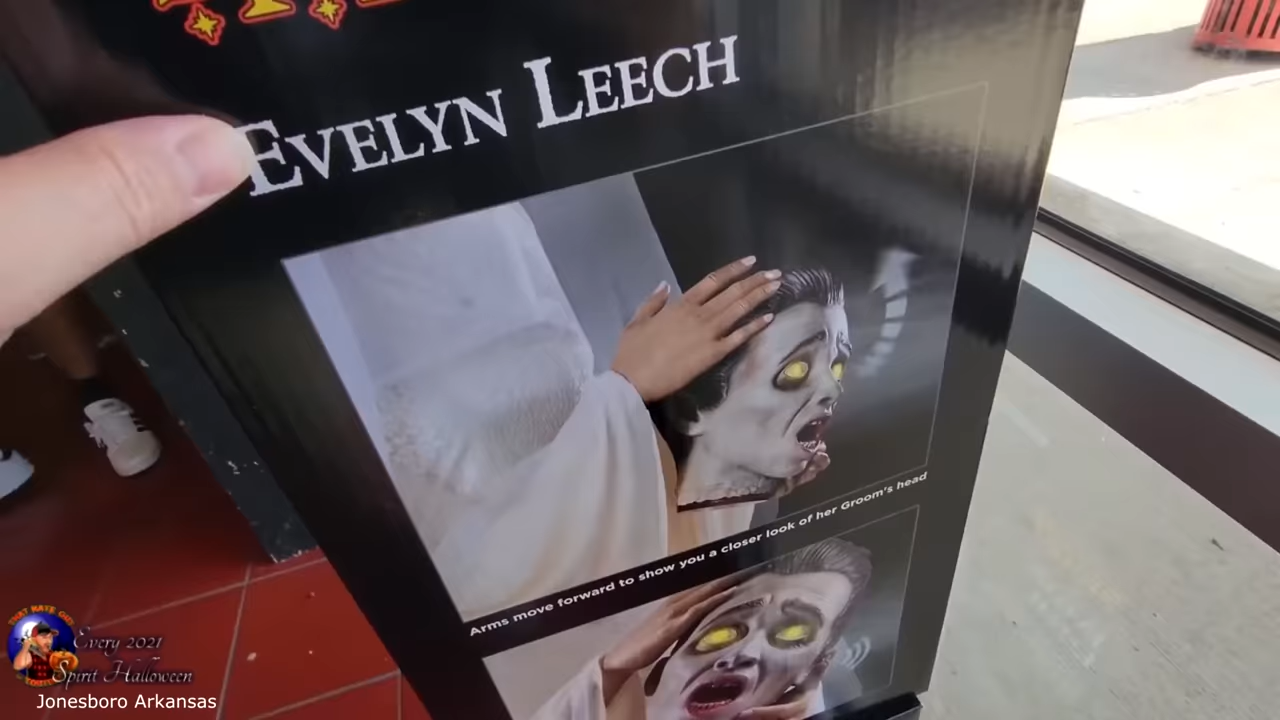 EVELYN LEECH
Arms move forward to show you a closer look of her Groom's head
Every 2021
Spirit Halloween
Jonesboro Arkansas